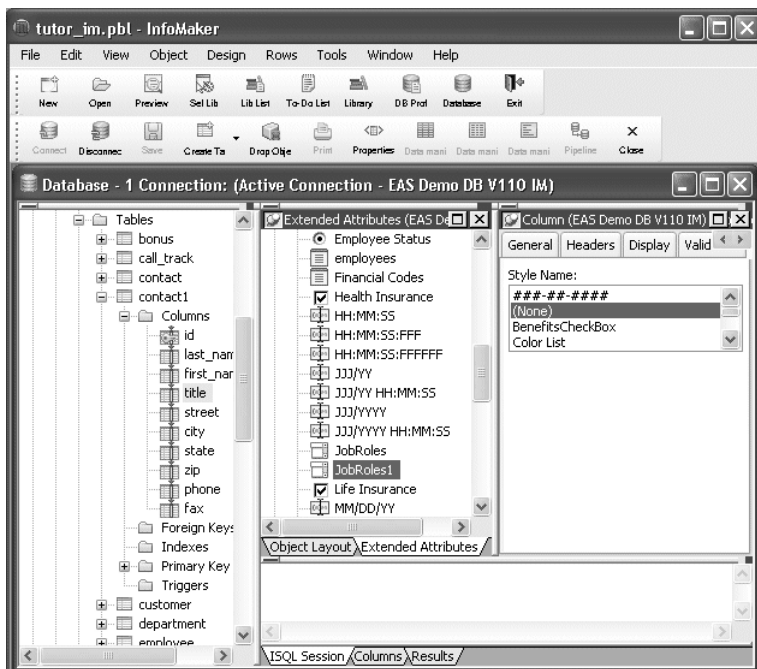 tutor_im.pbl - InfoMaker
File Edit View Object Design Rows Tools Window Help
New Open Preview Sel Lib Lib List To-Do List Library DB Prof Database Exit
Connect Disconnec Save Create Ta Drop Obje Print Properties Data mani Data mani Data mani Pipeline Close
Database - 1 Connection: (Active Connection - EAS Demo DB V110 IM)
Tables
bonus
call_track
contact
contact1
Columns
id
last_nam
first_nar
title
street
city
state
zip
phone
fax
Foreign Keys
Indexes
Primary Key
Triggers
customer
department
employee
Extended Attributes (EAS De
Employee Status
employees
Financial Codes
Health Insurance
HH:MM:SS
HH:MM:SS:FFF
HH:MM:SS:FFFFFF
JJJ/YY
JJJ/YY HH:MM:SS
JJJ/YYYY
JJJ/YYYY HH:MM:SS
JobRoles
JobRoles1
Life Insurance
MM/DD/YY
Object Layout Extended Attributes
Column (EAS Demo DB V110 IM)
General Headers Display Valid
Style Name:
###-##-####
(None)
BenefitsCheckBox
Color List
ISQL Session Columns Results